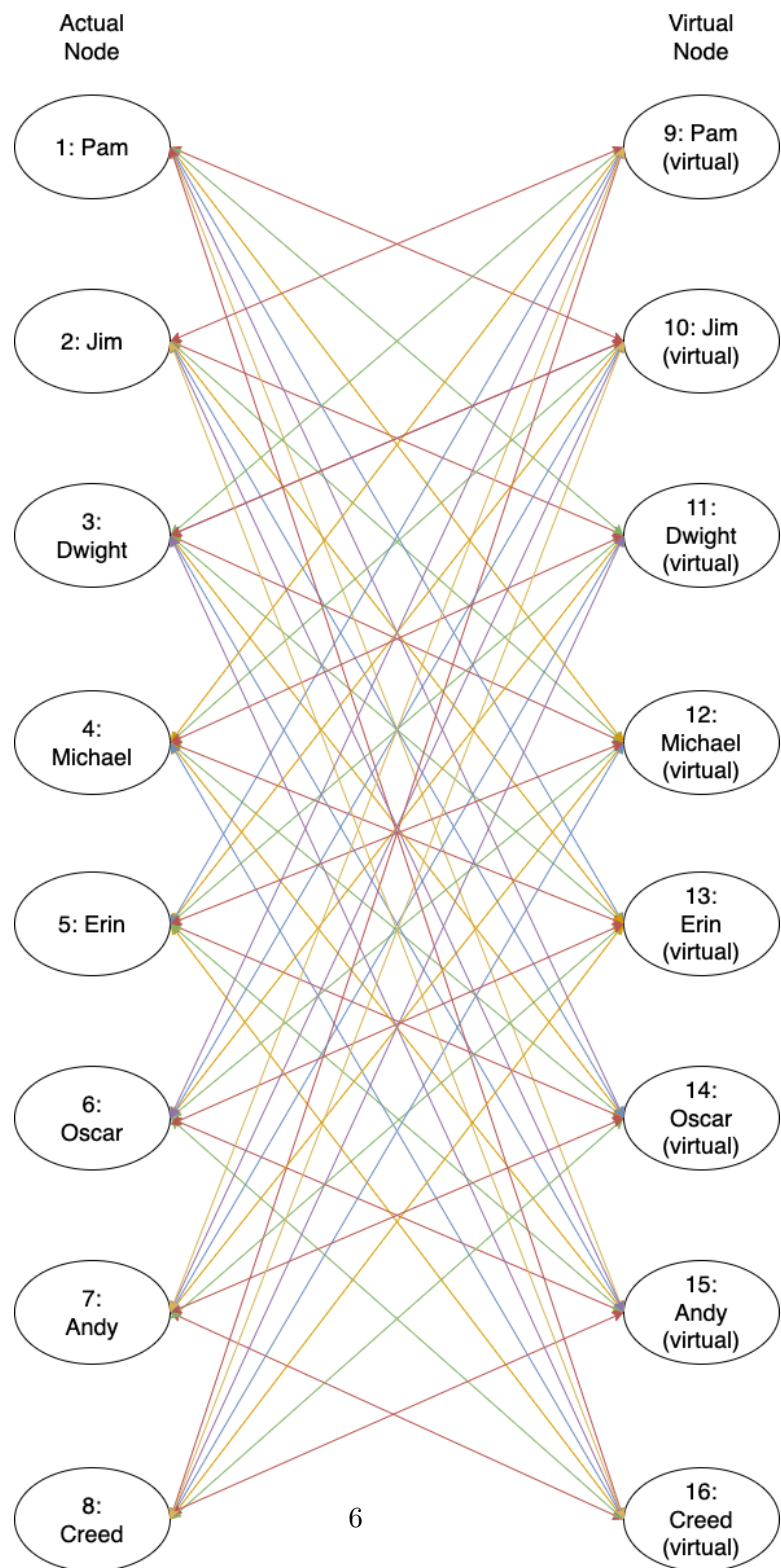 Actual
Node
Virtual
Node
1: Pam
9: Pam
(virtual)
2: Jim
10: Jim
(virtual)
3:
Dwight
11:
Dwight
(virtual)
4:
Michael
12:
Michael
(virtual)
5: Erin
13:
Erin
(virtual)
6:
Oscar
14:
Oscar
(virtual)
7:
Andy
15:
Andy
(virtual)
8:
Creed
6
16:
Creed
(virtual)